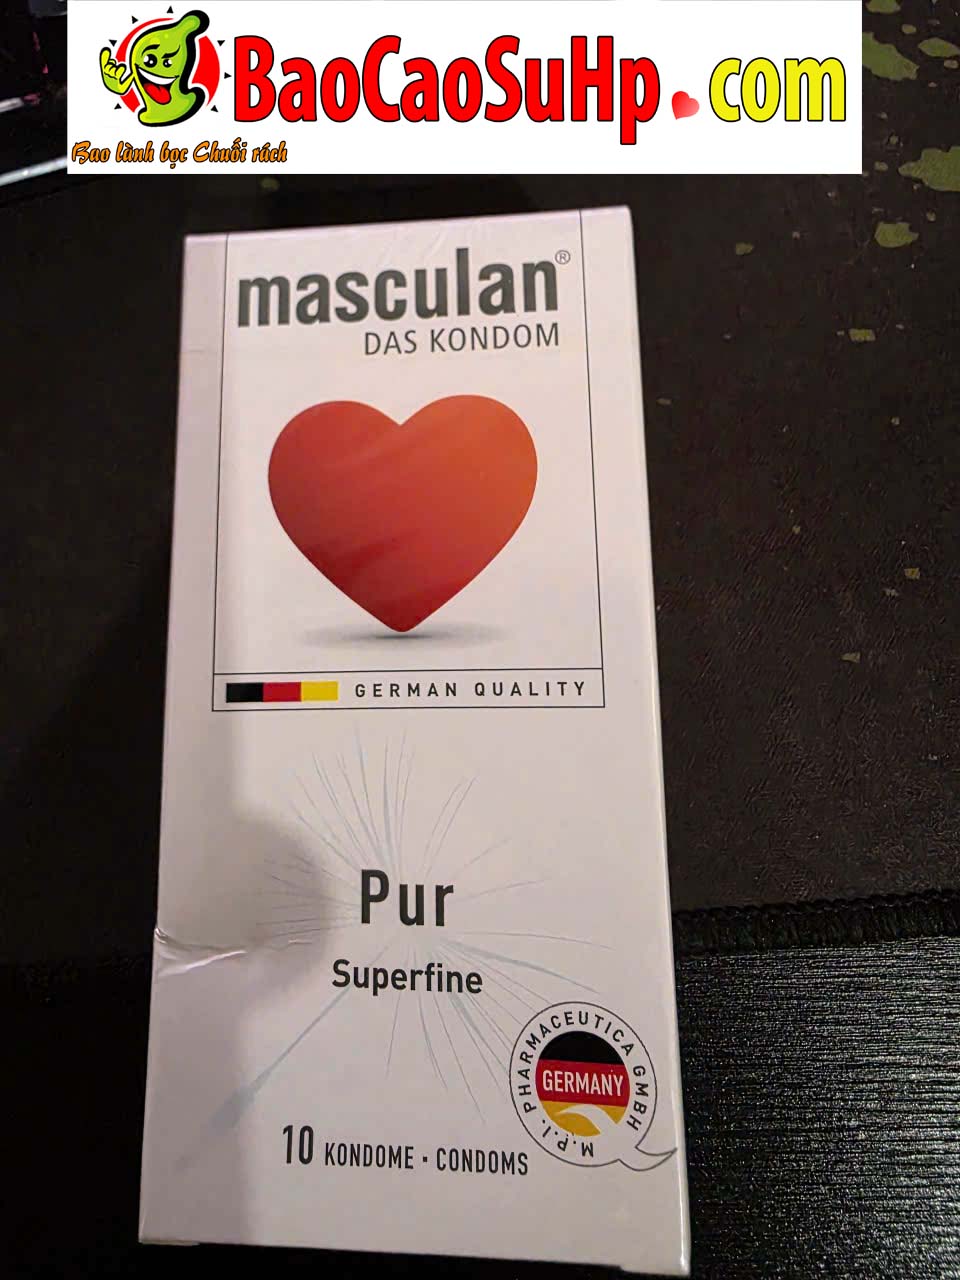 BaoCaoSuHp.com
Bao lành bọc Chuối rách
masculan®
DAS KONDOM
GERMAN QUALITY
Pur
Superfine
M.P.I. PHARMACEUTICA GMBH
GERMANY
10 KONDOME · CONDOMS